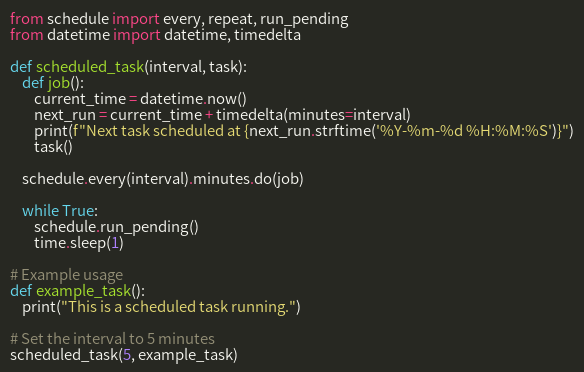 from schedule import every, repeat, run_pending
from datetime import datetime, timedelta

def scheduled_task(interval, task):
    def job():
        current_time = datetime.now()
        next_run = current_time + timedelta(minutes=interval)
        print(f"Next task scheduled at {next_run.strftime('%Y-%m-%d %H:%M:%S')}")
        task()

    schedule.every(interval).minutes.do(job)

    while True:
        schedule.run_pending()
        time.sleep(1)

# Example usage
def example_task():
    print("This is a scheduled task running.")

# Set the interval to 5 minutes
scheduled_task(5, example_task)